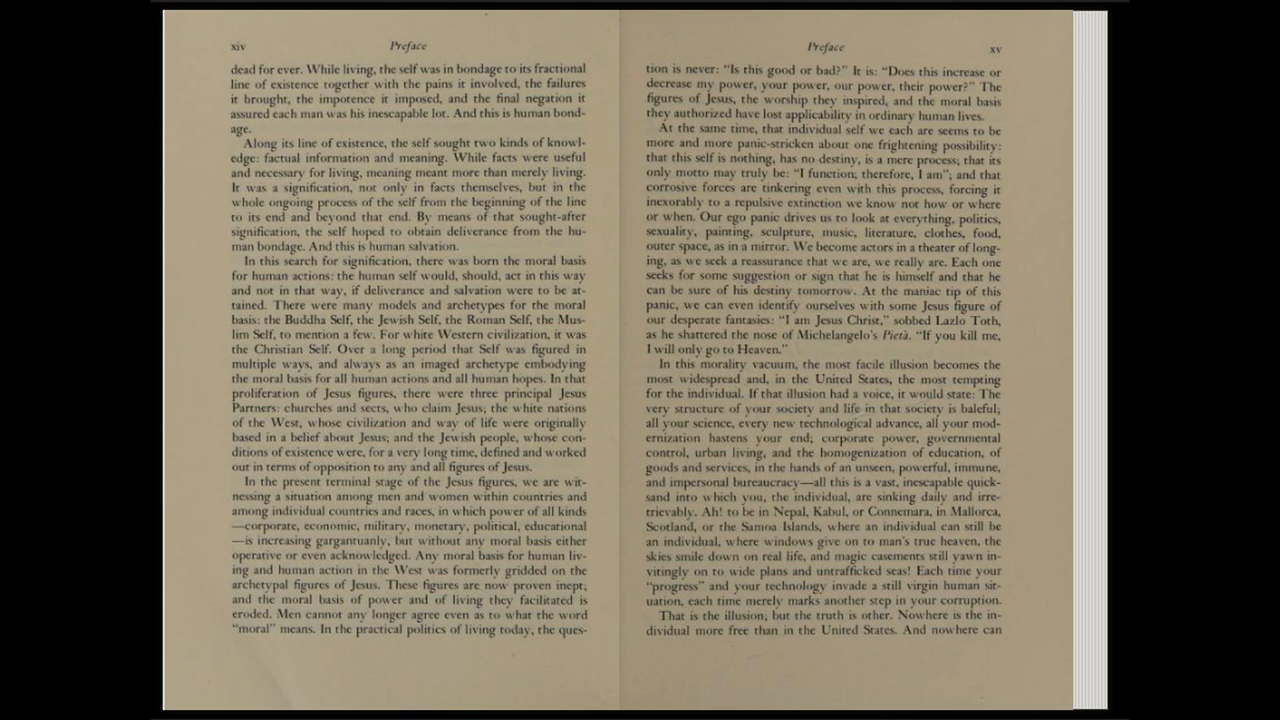 xiv
Preface
dead for ever. While living, the self was in bondage to its fractional
line of existence together with the pains it involved, the failures
it brought, the impotence it imposed, and the final negation it
assured each man was his inescapable lot. And this is human bond-
age.
Along its line of existence, the self sought two kinds of knowl-
edge: factual information and meaning. While facts were useful
and necessary for living, meaning meant more than merely living.
It was a signification, not only in facts themselves, but in the
whole ongoing process of the self from the beginning of the line
to its end and beyond that end. By means of that sought-after
signification, the self hoped to obtain deliverance from the hu-
man bondage. And this is human salvation.
In this search for signification, there was born the moral basis
for human actions: the human self would, should, act in this way
and not in that way, if deliverance and salvation were to be at-
tained. There were many models and archetypes for the moral
basis: the Buddha Self, the Jewish Self, the Roman Self, the Mus-
lim Self, to mention a few. For white Western civilization, it was
the Christian Self. Over a long period that Self was figured in
multiple ways, and always as an imaged archetype embodying
the moral basis for all human actions and all human hopes. In that
proliferation of Jesus figures, there were three principal Jesus
Partners: churches and sects, who claim Jesus; the white nations
of the West, whose civilization and way of life were originally
based in a belief about Jesus; and the Jewish people, whose con-
ditions of existence were, for a very long time, defined and worked
out in terms of opposition to any and all figures of Jesus.
In the present terminal stage of the Jesus figures, we are wit-
nessing a situation among men and women within countries and
among individual countries and races, in which power of all kinds
—corporate, economic, military, monetary, political, educational
—is increasing gargantuanly, but without any moral basis either
operative or even acknowledged. Any moral basis for human liv-
ing and human action in the West was formerly gridded on the
archetypal figures of Jesus. These figures are now proven inept;
and the moral basis of power and of living they facilitated is
eroded. Men cannot any longer agree even as to what the word
"moral" means. In the practical politics of living today, the ques-
Preface
xv
tion is never: "Is this good or bad?" It is: "Does this increase or
decrease my power, your power, our power, their power?" The
figures of Jesus, the worship they inspired, and the moral basis
they authorized have lost applicability in ordinary human lives.
At the same time, that individual self we each are seems to be
more and more panic-stricken about one frightening possibility:
that this self is nothing, has no destiny, is a mere process; that its
only motto may truly be: "I function; therefore, I am"; and that
corrosive forces are tinkering even with this process, forcing it
inexorably to a repulsive extinction we know not how or where
or when. Our ego panic drives us to look at everything, politics,
sexuality, painting, sculpture, music, literature, clothes, food,
outer space, as in a mirror. We become actors in a theater of long-
ing, as we seek a reassurance that we are, we really are. Each one
seeks for some suggestion or sign that he is himself and that he
can be sure of his destiny tomorrow. At the maniac tip of this
panic, we can even identify ourselves with some Jesus figure of
our desperate fantasies: "I am Jesus Christ," sobbed Lazlo Toth,
as he shattered the nose of Michelangelo's Pietà. "If you kill me,
I will only go to Heaven."
In this morality vacuum, the most facile illusion becomes the
most widespread and, in the United States, the most tempting
for the individual. If that illusion had a voice, it would state: The
very structure of your society and life in that society is baleful;
all your science, every new technological advance, all your mod-
ernization hastens your end; corporate power, governmental
control, urban living, and the homogenization of education, of
goods and services, in the hands of an unseen, powerful, immune,
and impersonal bureaucracy—all this is a vast, inescapable quick-
sand into which you, the individual, are sinking daily and irre-
trievably. Ah! to be in Nepal, Kabul, or Connemara, in Mallorca,
Scotland, or the Samoa Islands, where an individual can still be
an individual, where windows give on to man's true heaven, the
skies smile down on real life, and magic casements still yawn in-
vitingly on to wide plans and untrafficked seas! Each time your
"progress" and your technology invade a still virgin human sit-
uation, each time merely marks another step in your corruption.
That is the illusion; but the truth is other. Nowhere is the in-
dividual more free than in the United States. And nowhere can